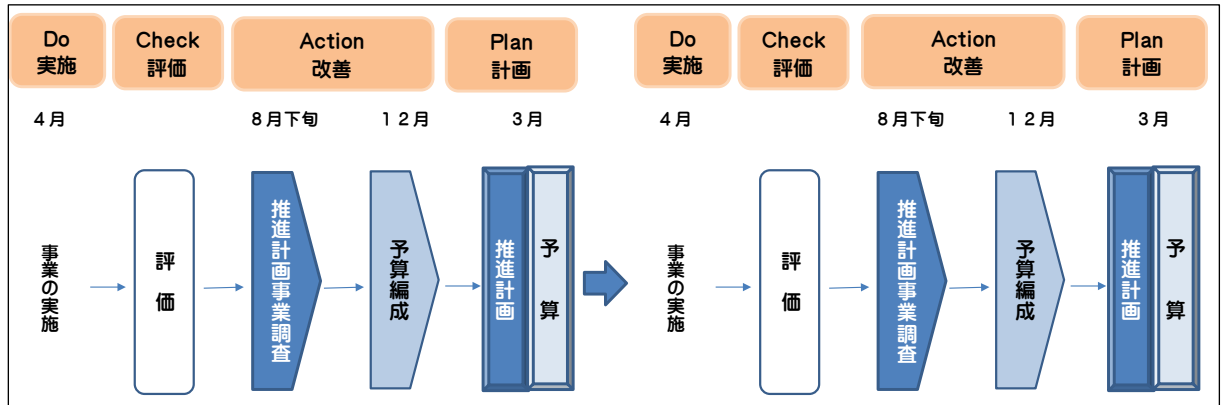 Do
実施
Check
評価
Action
改善
Plan
計画
Do
実施
Check
評価
Action
改善
Plan
計画
４月
８月下旬
１２月
３月
４月
８月下旬
１２月
３月
事業の実施
評価
推進計画事業調査
予算編成
推進計画
予算
事業の実施
評価
推進計画事業調査
予算編成
推進計画
予算